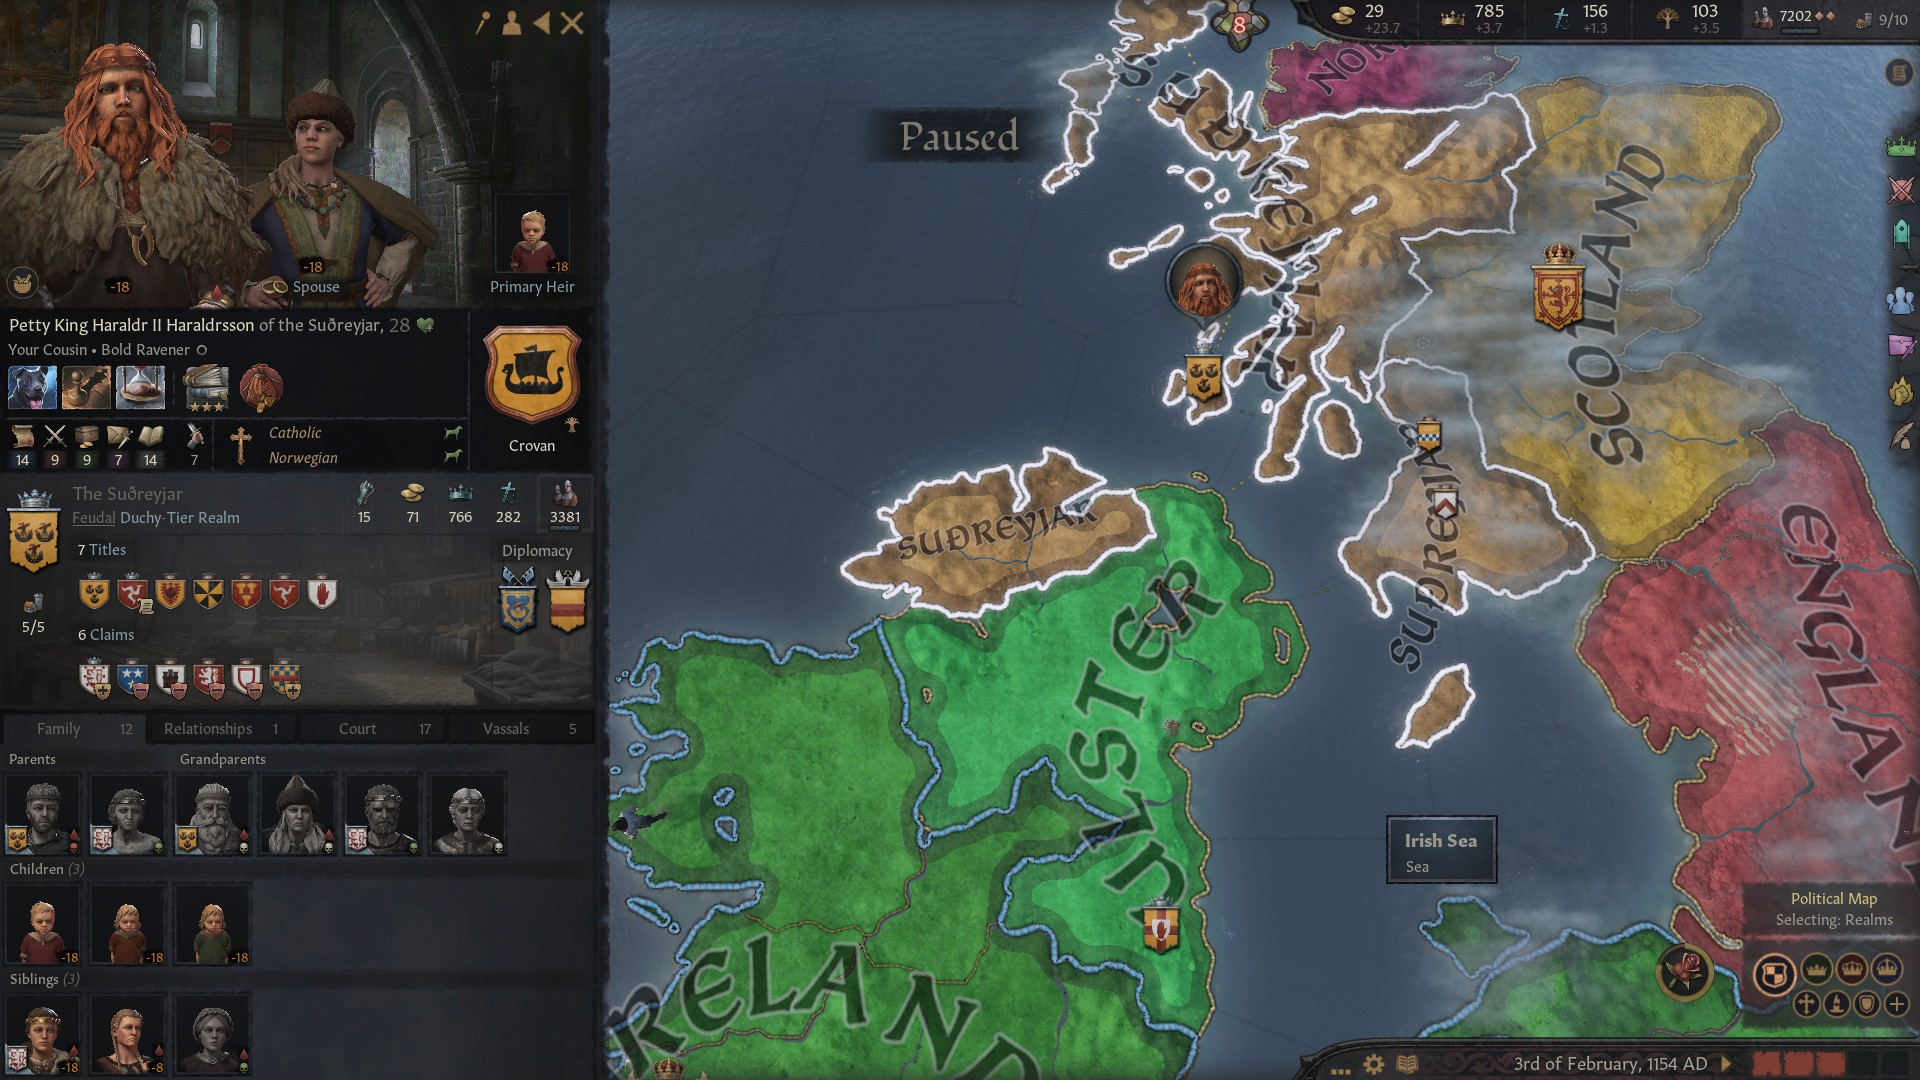 8
29
+23.7
785
+3.7
156
+1.3
103
+3.5
7202
9/10
Paused
-18
-18
Spouse
-18
Primary Heir
Petty King Haraldr II Haraldrsson of the Suðreyjar, 28
Your Cousin • Bold Ravener
14 9 9 7 14 7
Catholic
Norwegian
Crovan
The Suðreyjar
Feudal Duchy-Tier Realm
15 71 766 282 3381
7 Titles
Diplomacy
5/5
6 Claims
Family 12
Relationships 1
Court 17
Vassals 5
Parents
Grandparents
Children (3)
-18
-18
-18
Siblings (3)
-18
-8
SUÐREYJAR
SUÐREYJAR
SUÐREYJAR
SCOTLAND
ENGLAND
ULSTER
IRELAND
Irish Sea
Sea
Political Map
Selecting: Realms
3rd of February, 1154 AD